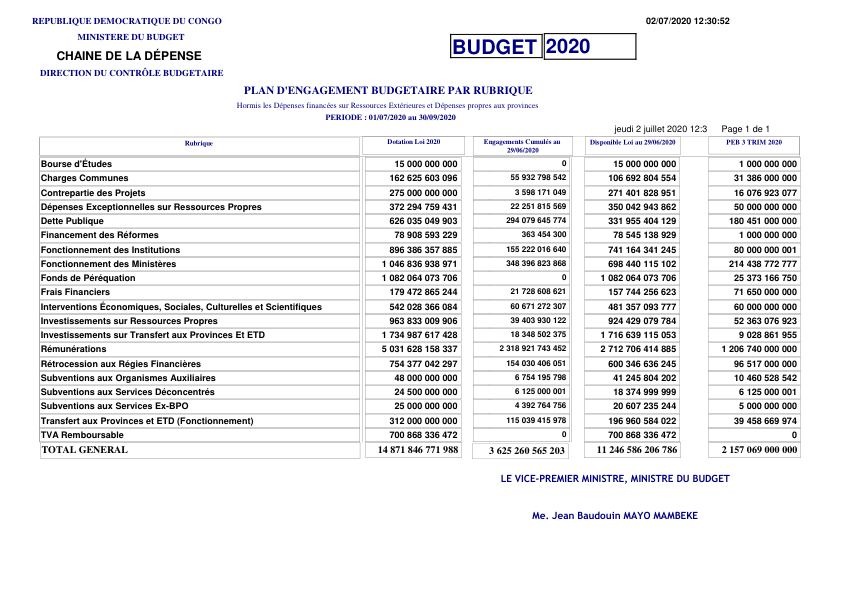 REPUBLIQUE DEMOCRATIQUE DU CONGO
02/07/2020 12:30:52
MINISTERE DU BUDGET
CHAINE DE LA DÉPENSE
BUDGET 2020
DIRECTION DU CONTRÔLE BUDGETAIRE
PLAN D'ENGAGEMENT BUDGETAIRE PAR RUBRIQUE
Hormis les Dépenses financées sur Ressources Extérieures et Dépenses propres aux provinces
PERIODE : 01/07/2020 au 30/09/2020
jeudi 2 juillet 2020 12:3 Page 1 de 1
Rubrique Dotation Loi 2020 Engagements Cumulés au 29/06/2020 Disponible Loi au 29/06/2020 PEB 3 TRIM 2020
Bourse d'Études 15 000 000 000 0 15 000 000 000 1 000 000 000
Charges Communes 162 625 603 096 55 932 798 542 106 692 804 554 31 386 000 000
Contrepartie des Projets 275 000 000 000 3 598 171 049 271 401 828 951 16 076 923 077
Dépenses Exceptionnelles sur Ressources Propres 372 294 759 431 22 251 815 569 350 042 943 862 50 000 000 000
Dette Publique 626 035 049 903 294 079 645 774 331 955 404 129 180 451 000 000
Financement des Réformes 78 908 593 229 363 454 300 78 545 138 929 1 000 000 000
Fonctionnement des Institutions 896 386 357 885 155 222 016 640 741 164 341 245 80 000 000 001
Fonctionnement des Ministères 1 046 836 938 971 348 396 823 868 698 440 115 102 214 438 772 777
Fonds de Péréquation 1 082 064 073 706 0 1 082 064 073 706 25 373 166 750
Frais Financiers 179 472 865 244 21 728 608 621 157 744 256 623 71 650 000 000
Interventions Économiques, Sociales, Culturelles et Scientifiques 542 028 366 084 60 671 272 307 481 357 093 777 60 000 000 000
Investissements sur Ressources Propres 963 833 009 906 39 403 930 122 924 429 079 784 52 363 076 923
Investissements sur Transfert aux Provinces Et ETD 1 734 987 617 428 18 348 502 375 1 716 639 115 053 9 028 861 955
Rémunérations 5 031 628 158 337 2 318 921 743 452 2 712 706 414 885 1 206 740 000 000
Rétrocession aux Régies Financières 754 377 042 297 154 030 406 051 600 346 636 245 96 517 000 000
Subventions aux Organismes Auxiliaires 48 000 000 000 6 754 195 798 41 245 804 202 10 460 528 542
Subventions aux Services Déconcentrés 24 500 000 000 6 125 000 001 18 374 999 999 6 125 000 001
Subventions aux Services Ex-BPO 25 000 000 000 4 392 764 756 20 607 235 244 5 000 000 000
Transfert aux Provinces et ETD (Fonctionnement) 312 000 000 000 115 039 415 978 196 960 584 022 39 458 669 974
TVA Remboursable 700 868 336 472 0 700 868 336 472 0
TOTAL GENERAL 14 871 846 771 988 3 625 260 565 203 11 246 586 206 786 2 157 069 000 000
LE VICE-PREMIER MINISTRE, MINISTRE DU BUDGET
Me. Jean Baudouin MAYO MAMBEKE